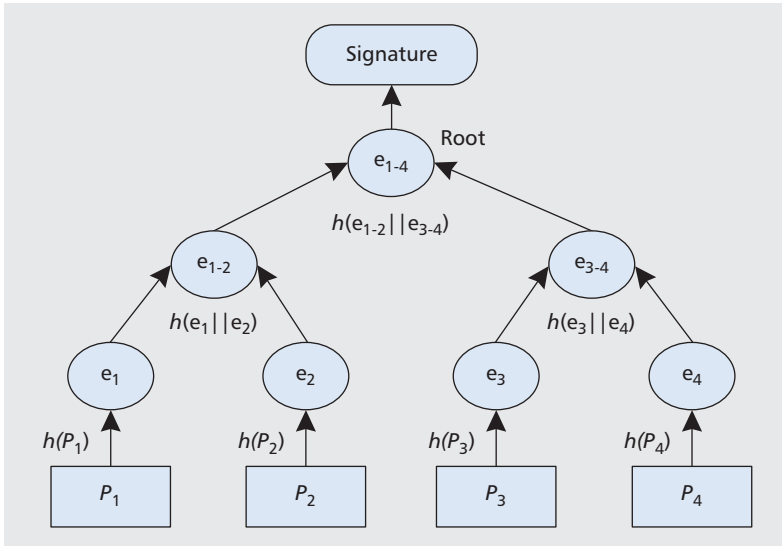 Signature
Root
e1-4
h(e1-2||e3-4)
e1-2 e3-4
h(e1||e2) h(e3||e4)
e1 e2 e3 e4
h(P1) h(P2) h(P3) h(P4)
P1 P2 P3 P4